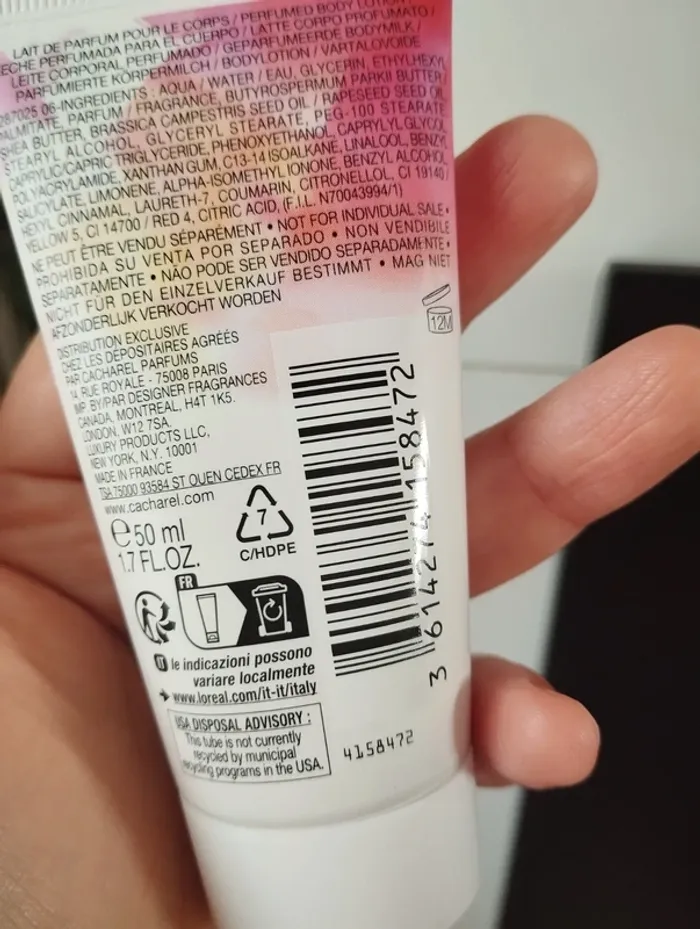 LAIT DE PARFUM POUR LE CORPS / PERFUMED BODY LOTION
LECHE PERFUMADA PARA EL CUERPO / LATTE CORPO PROFUMATO /
LEITE CORPORAL PERFUMADO / GEPARFUMEERDE BODYMILK /
PARFÜMIERTE KÖRPERMILCH / BODYLOTION / VARTALOVOIDE
06-INGREDIENTS: AQUA / WATER / EAU, GLYCERIN, ETHYLHEXYL
PALMITATE, PARFUM / FRAGRANCE, BUTYROSPERMUM PARKII BUTTER /
SHEA BUTTER, BRASSICA CAMPESTRIS SEED OIL / RAPESEED SEED OIL,
STEARYL ALCOHOL, GLYCERYL STEARATE, PEG-100 STEARATE,
CAPRYLIC/CAPRIC TRIGLYCERIDE, PHENOXYETHANOL, CAPRYLYL GLYCOL,
POLYACRYLAMIDE, XANTHAN GUM, C13-14 ISOALKANE, LINALOOL, BENZYL
SALICYLATE, LIMONENE, ALPHA-ISOMETHYL IONONE, BENZYL ALCOHOL,
HEXYL CINNAMAL, LAURETH-7, COUMARIN, CITRONELLOL, CI 19140 /
YELLOW 5, CI 14700 / RED 4, CITRIC ACID, (F.I.L. N70043994/1)
NE PEUT ÊTRE VENDU SÉPARÉMENT • NOT FOR INDIVIDUAL SALE •
PROHIBIDA SU VENTA POR SEPARADO • NON VENDIBILE
SEPARATAMENTE • NÃO PODE SER VENDIDO SEPARADAMENTE •
NICHT FÜR DEN EINZELVERKAUF BESTIMMT • MAG NIET
AFZONDERLIJK VERKOCHT WORDEN
12M
DISTRIBUTION EXCLUSIVE
CHEZ LES DÉPOSITAIRES AGRÉÉS
PAR CACHAREL PARFUMS
14, RUE ROYALE - 75008 PARIS
IMP. BY/PAR DESIGNER FRAGRANCES
CANADA, MONTREAL, H4T 1K5.
LONDON, W12 7SA.
LUXURY PRODUCTS LLC,
NEW YORK, N.Y. 10001
MADE IN FRANCE
TSA 75000 93584 ST OUEN CEDEX.FR
www.cacharel.com
e 50 ml
1.7 FL.OZ.
7
C/HDPE
FR
IT le indicazioni possono
variare localmente
www.loreal.com/it-it/italy
USA DISPOSAL ADVISORY :
This tube is not currently
recycled by municipal
recycling programs in the USA.
3 614274 158472
4158472